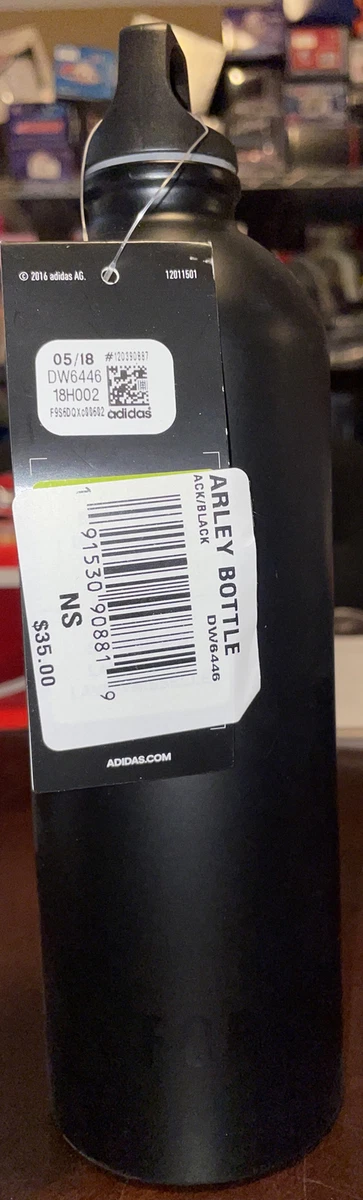 © 2016 adidas AG. 12011501
05/18 #120390887
DW6446
18H002
F9S6DQXc00602 adidas
ARLEY BOTTLE
ACK/BLACK DW6446
1 91530 90881 9
NS
$35.00
ADIDAS.COM